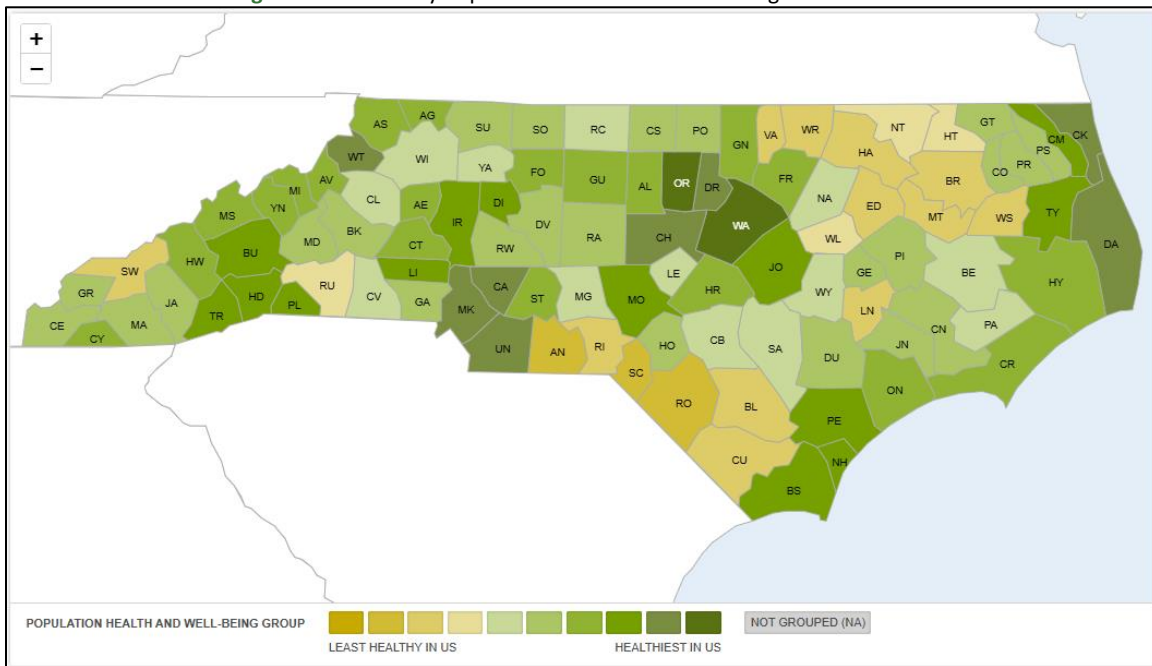 +
−
AS AG SU SO RC CS PO GN VA WR NT HT GT CM CK
WT WI YA FO GU AL OR DR FR HA BR CO PR PS
MS YN MI AV CL AE IR DI DV RA CH WA NA ED MT WS TY DA
SW HW BU MD BK CT RW JO WL PI BE HY
GR JA TR HD PL RU CV LI GA MK CA ST MG LE MO HR WY GE LN CN PA
CE CY MA UN AN RI SC HO CB SA DU JN CR
RO BL PE ON
CU BS NH
POPULATION HEALTH AND WELL-BEING GROUP
NOT GROUPED (NA)
LEAST HEALTHY IN US
HEALTHIEST IN US